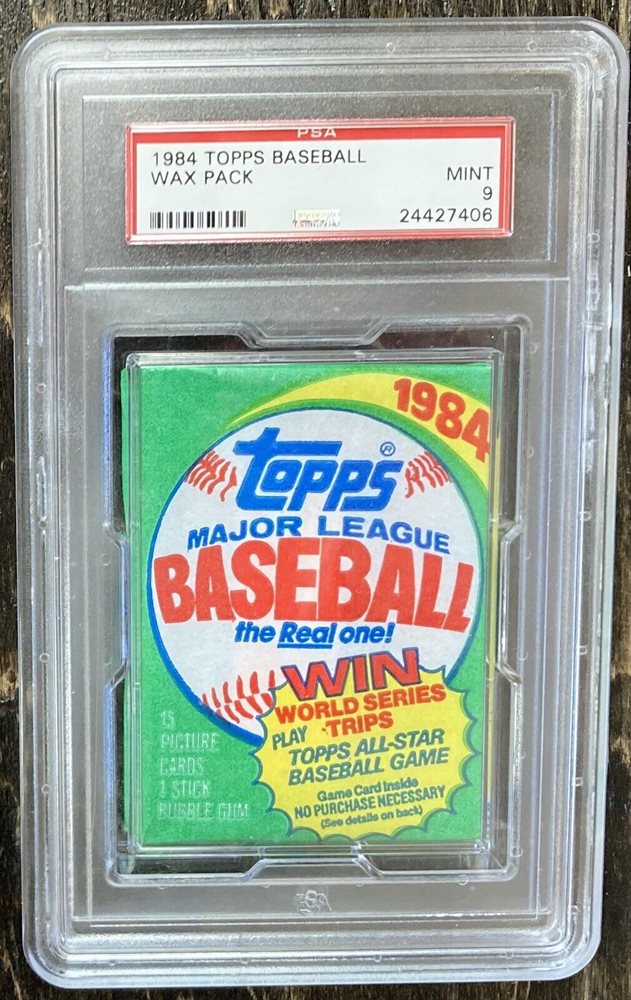 PSA
1984 TOPPS BASEBALL
WAX PACK
MINT
9
24427406
1984
Topps®
MAJOR LEAGUE
BASEBALL
the Real one!
WIN
WORLD SERIES
TRIPS
PLAY
TOPPS ALL-STAR
BASEBALL GAME
Game Card Inside
NO PURCHASE NECESSARY
(See details on back)
15
PICTURE
CARDS
1 STICK
BUBBLE GUM
PSA